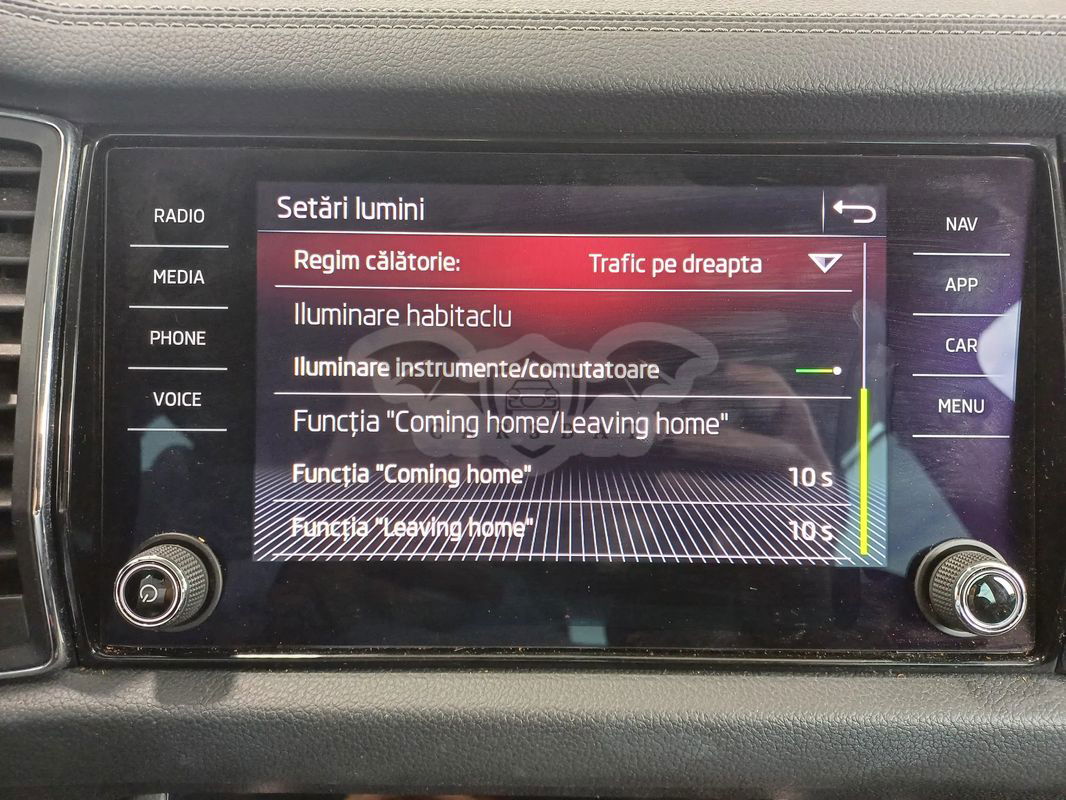 RADIO
MEDIA
PHONE
VOICE
Setări lumini
Regim călătorie: Trafic pe dreapta
Iluminare habitaclu
Iluminare instrumente/comutatoare
Funcția "Coming home/Leaving home"
Funcția "Coming home" 10 s
Funcția "Leaving home" 10 s
NAV
APP
CAR
MENU